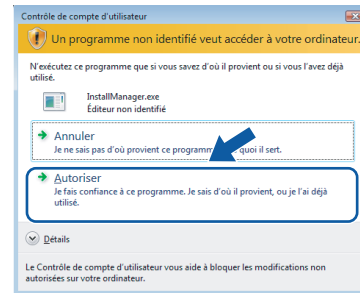 Contrôle de compte d'utilisateur
Un programme non identifié veut accéder à votre ordinateur.
N'exécutez ce programme que si vous savez d'où il provient ou si vous l'avez déjà
utilisé.
InstallManager.exe
Éditeur non identifié
Annuler
Je ne sais pas d'où provient ce programm quoi il sert.
Autoriser
Je fais confiance à ce programme. Je sais d'où il provient, ou je l'ai déjà
utilisé.
Détails
Le Contrôle de compte d'utilisateur vous aide à bloquer les modifications non
autorisées sur votre ordinateur.